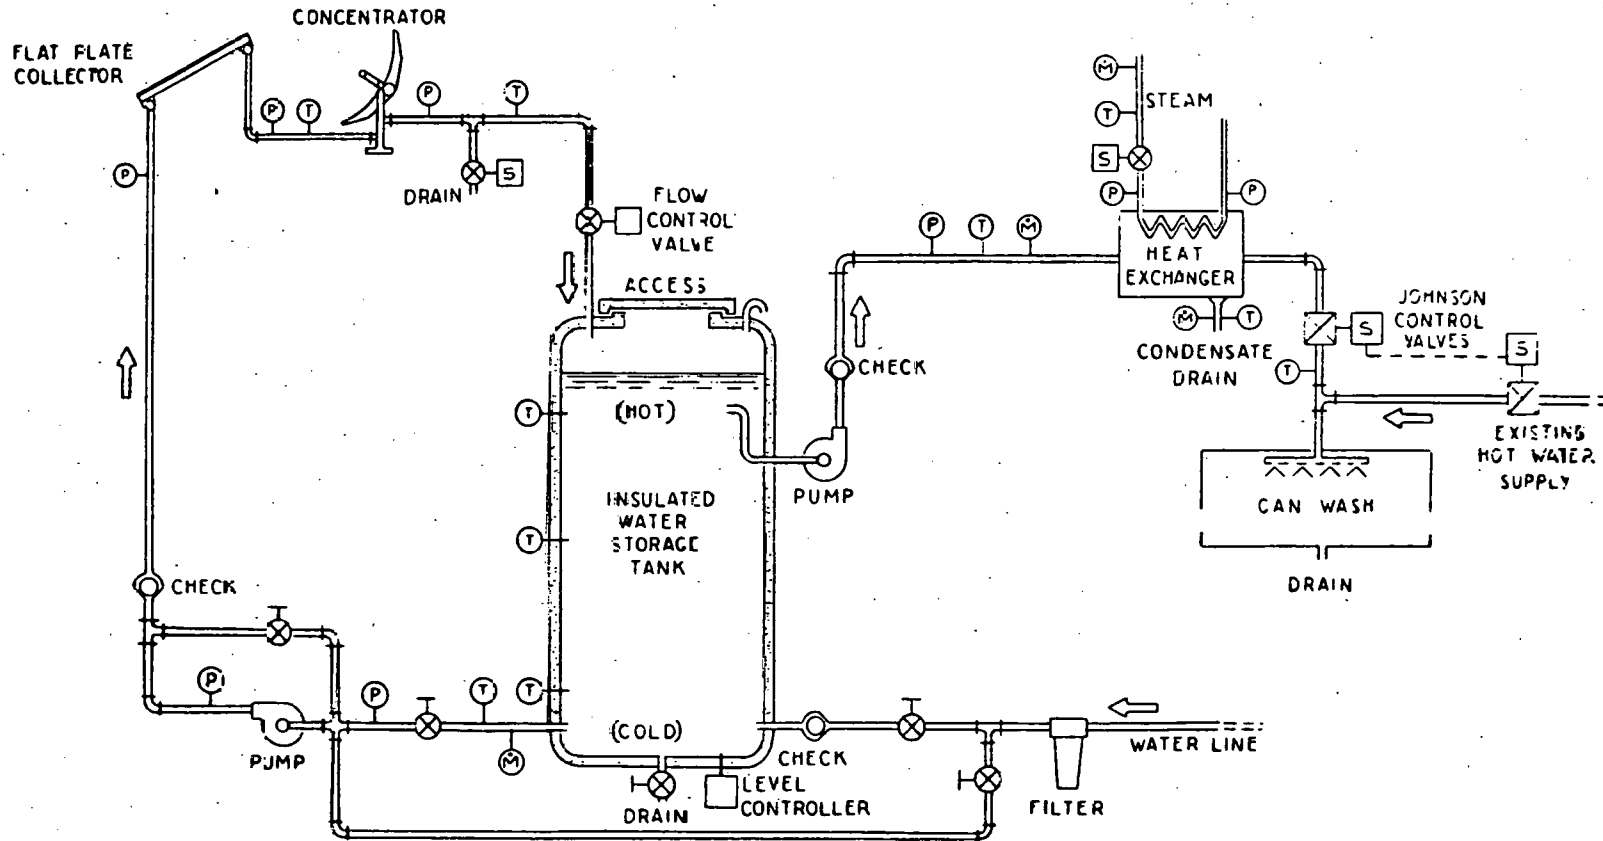 CONCENTRATOR
FLAT PLATE
COLLECTOR
P
T
P
T
P
S
DRAIN
FLOW
CONTROL
VALVE
ACCESS
Ṁ
T
STEAM
S
P
P
P
T
Ṁ
HEAT
EXCHANGER
Ṁ
T
CONDENSATE
DRAIN
JOHNSON
CONTROL
VALVES
S
S
T
CHECK
EXISTING
HOT WATER
SUPPLY
CAN WASH
DRAIN
T
(HOT)
PUMP
INSULATED
WATER
STORAGE
TANK
T
CHECK
P
P
T
T
(COLD)
PUMP
Ṁ
CHECK
WATER LINE
DRAIN
LEVEL
CONTROLLER
FILTER